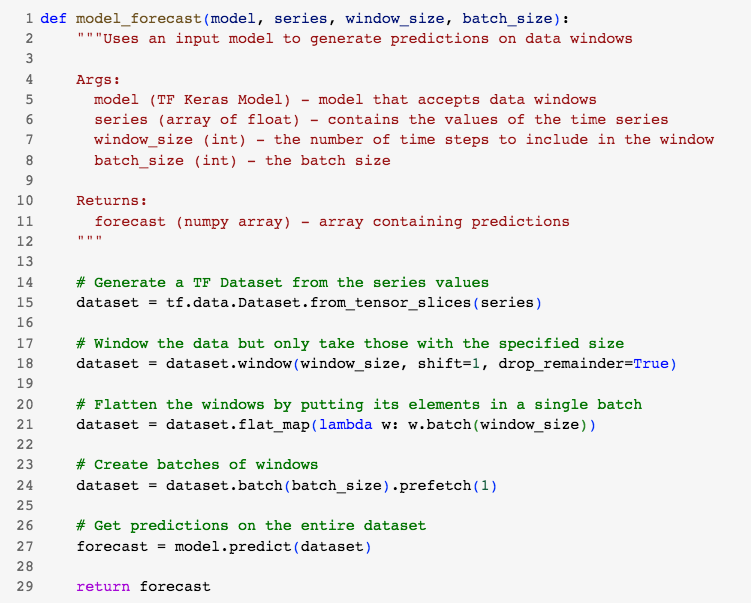 1 def model_forecast(model, series, window_size, batch_size):
2     """Uses an input model to generate predictions on data windows
3
4     Args:
5       model (TF Keras Model) - model that accepts data windows
6       series (array of float) - contains the values of the time series
7       window_size (int) - the number of time steps to include in the window
8       batch_size (int) - the batch size
9
10     Returns:
11       forecast (numpy array) - array containing predictions
12     """
13
14     # Generate a TF Dataset from the series values
15     dataset = tf.data.Dataset.from_tensor_slices(series)
16
17     # Window the data but only take those with the specified size
18     dataset = dataset.window(window_size, shift=1, drop_remainder=True)
19
20     # Flatten the windows by putting its elements in a single batch
21     dataset = dataset.flat_map(lambda w: w.batch(window_size))
22
23     # Create batches of windows
24     dataset = dataset.batch(batch_size).prefetch(1)
25
26     # Get predictions on the entire dataset
27     forecast = model.predict(dataset)
28
29     return forecast